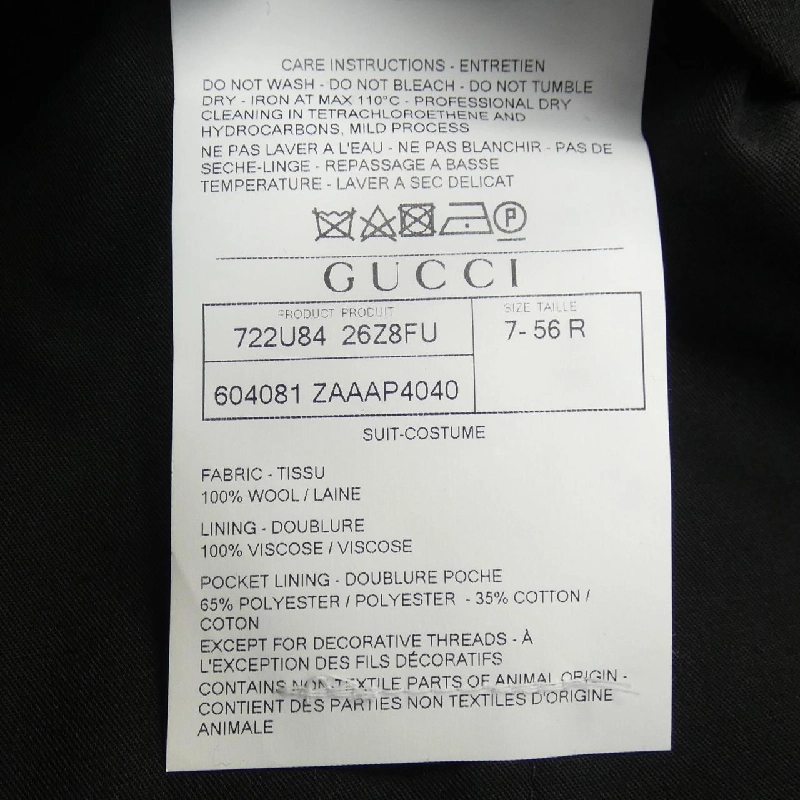 CARE INSTRUCTIONS - ENTRETIEN
DO NOT WASH - DO NOT BLEACH - DO NOT TUMBLE
DRY - IRON AT MAX 110°C - PROFESSIONAL DRY
CLEANING IN TETRACHLOROETHENE AND
HYDROCARBONS, MILD PROCESS
NE PAS LAVER A L'EAU - NE PAS BLANCHIR - PAS DE
SECHE-LINGE - REPASSAGE A BASSE
TEMPERATURE - LAVER A SEC DELICAT
P
GUCCI
PRODUCT PRODUIT
722U84 26Z8FU
SIZE TAILLE
7- 56 R
604081 ZAAAP4040
SUIT-COSTUME
FABRIC - TISSU
100% WOOL / LAINE
LINING - DOUBLURE
100% VISCOSE / VISCOSE
POCKET LINING - DOUBLURE POCHE
65% POLYESTER / POLYESTER - 35% COTTON /
COTON
EXCEPT FOR DECORATIVE THREADS - À
L'EXCEPTION DES FILS DÉCORATIFS
CONTAINS NON-TEXTILE PARTS OF ANIMAL ORIGIN -
CONTIENT DES PARTIES NON TEXTILES D'ORIGINE
ANIMALE